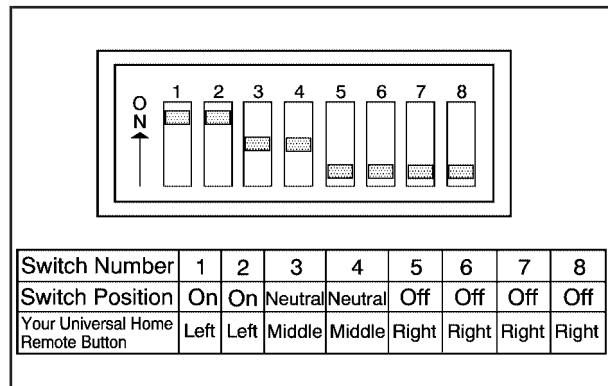 1 2 3 4 5 6 7 8
ON
Switch Number 1 2 3 4 5 6 7 8
Switch Position On On Neutral Neutral Off Off Off Off
Your Universal Home
Remote Button Left Left Middle Middle Right Right Right Right